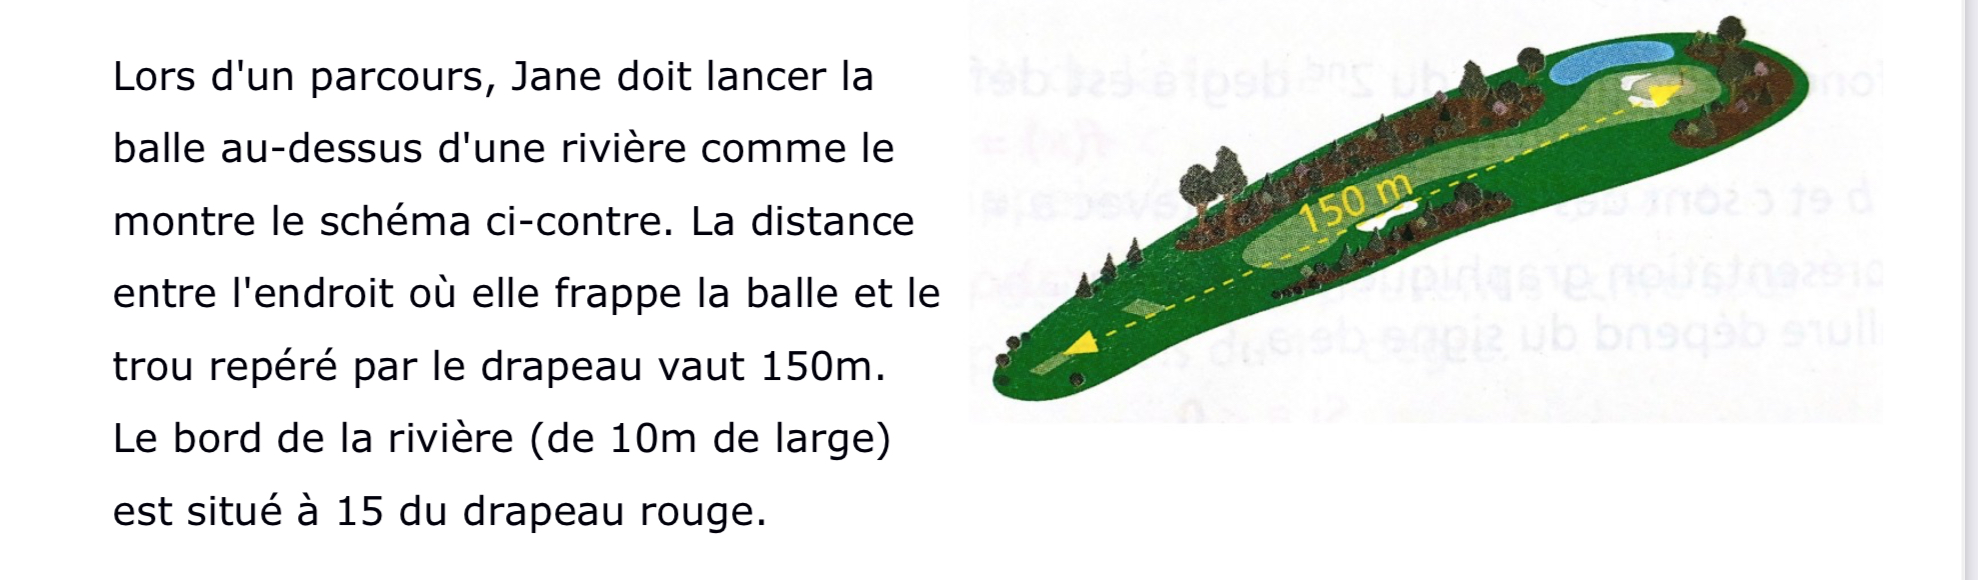 Lors d'un parcours, Jane doit lancer la
balle au-dessus d'une rivière comme le
montre le schéma ci-contre. La distance
entre l'endroit où elle frappe la balle et le
trou repéré par le drapeau vaut 150m.
Le bord de la rivière (de 10m de large)
est situé à 15 du drapeau rouge.
150 m